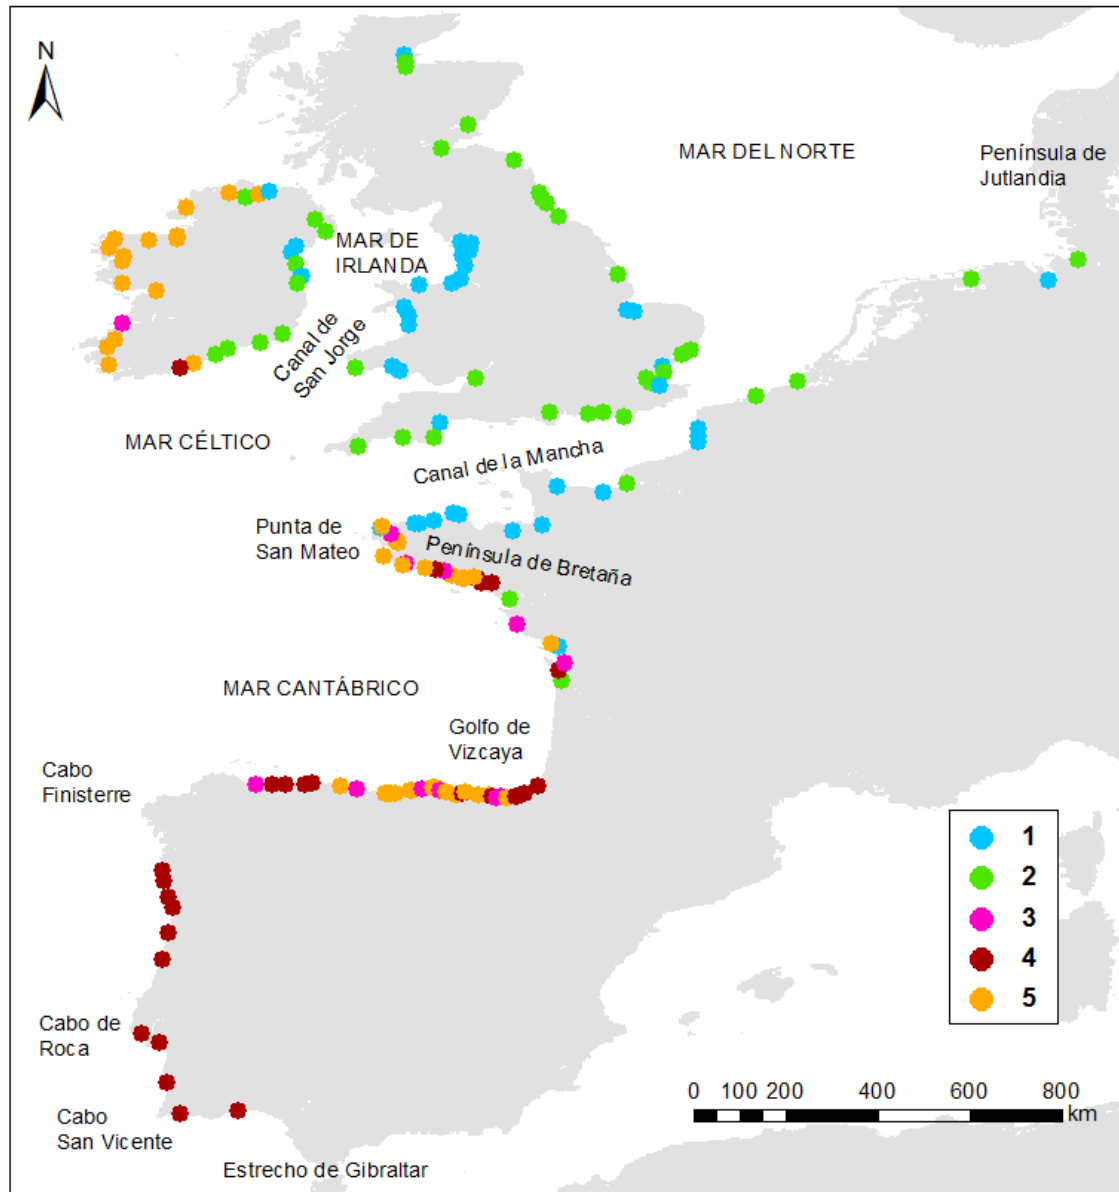 N
MAR DEL NORTE
Península de
Jutlandia
MAR DE
IRLANDA
Canal de
San Jorge
MAR CÉLTICO
Canal de la Mancha
Punta de
San Mateo
Península de Bretaña
MAR CANTÁBRICO
Golfo de
Vizcaya
Cabo
Finisterre
1
2
3
4
5
Cabo de
Roca
0 100 200 400 600 800
km
Cabo
San Vicente
Estrecho de Gibraltar